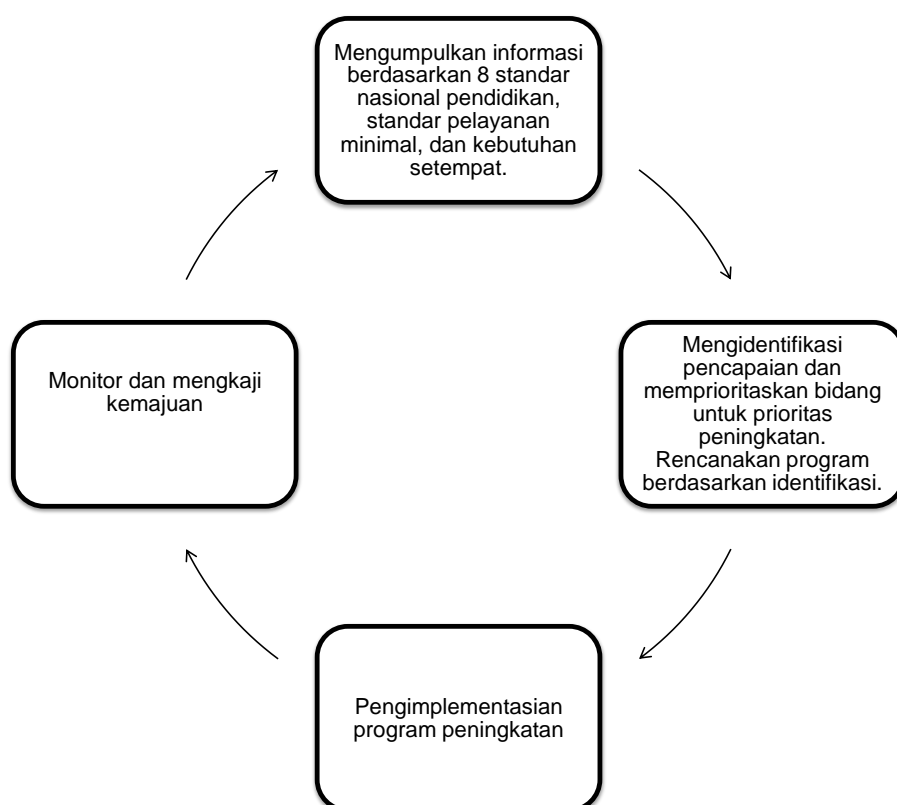 Mengumpulkan informasi
berdasarkan 8 standar
nasional pendidikan,
standar pelayanan
minimal, dan kebutuhan
setempat.
Mengidentifikasi
pencapaian dan
memprioritaskan bidang
untuk prioritas
peningkatan.
Rencanakan program
berdasarkan identifikasi.
Pengimplementasian
program peningkatan
Monitor dan mengkaji
kemajuan